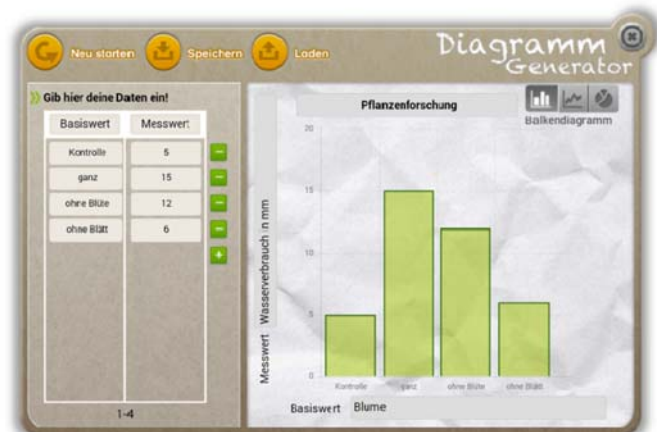 Neu starten
Speichern
Laden
Diagramm
Generator
Gib hier deine Daten ein!
Basiswert Messwert
Kontrolle 5
ganz 15
ohne Blüte 12
ohne Blätt 6
1-4
Pflanzenforschung
Balkendiagramm
Messwert Wasserverbrauch in mm
20
15
10
5
0
Kontrolle ganz ohne Blüte ohne Blätt
Basiswert Blume